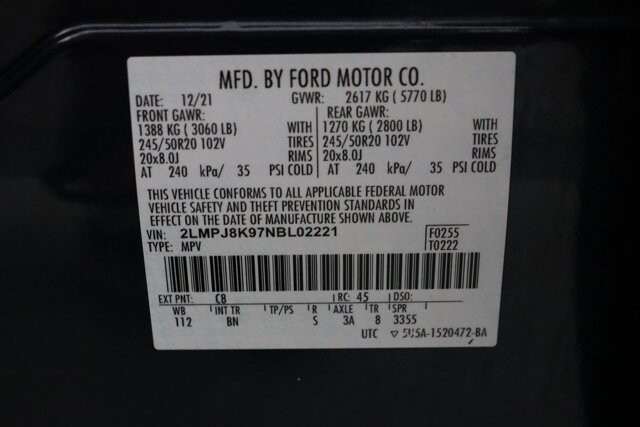 MFD. BY FORD MOTOR CO.
DATE: 12/21 GVWR: 2617 KG ( 5770 LB)
FRONT GAWR: REAR GAWR:
1388 KG ( 3060 LB) WITH 1270 KG ( 2800 LB) WITH
245/50R20 102V TIRES 245/50R20 102V TIRES
20x8.0J RIMS 20x8.0J RIMS
AT 240 kPa/ 35 PSI COLD AT 240 kPa/ 35 PSI COLD
THIS VEHICLE CONFORMS TO ALL APPLICABLE FEDERAL MOTOR
VEHICLE SAFETY AND THEFT PREVENTION STANDARDS IN
EFFECT ON THE DATE OF MANUFACTURE SHOWN ABOVE.
VIN: 2LMPJ8K97NBL02221 F0255
TYPE: MPV T0222
EXT PNT: C8 RC: 45 DSO:
WB INT TR TP/PS R AXLE TR SPR
112 BN S 3A 8 3355
UTC ▽ 5U5A-1520472-BA